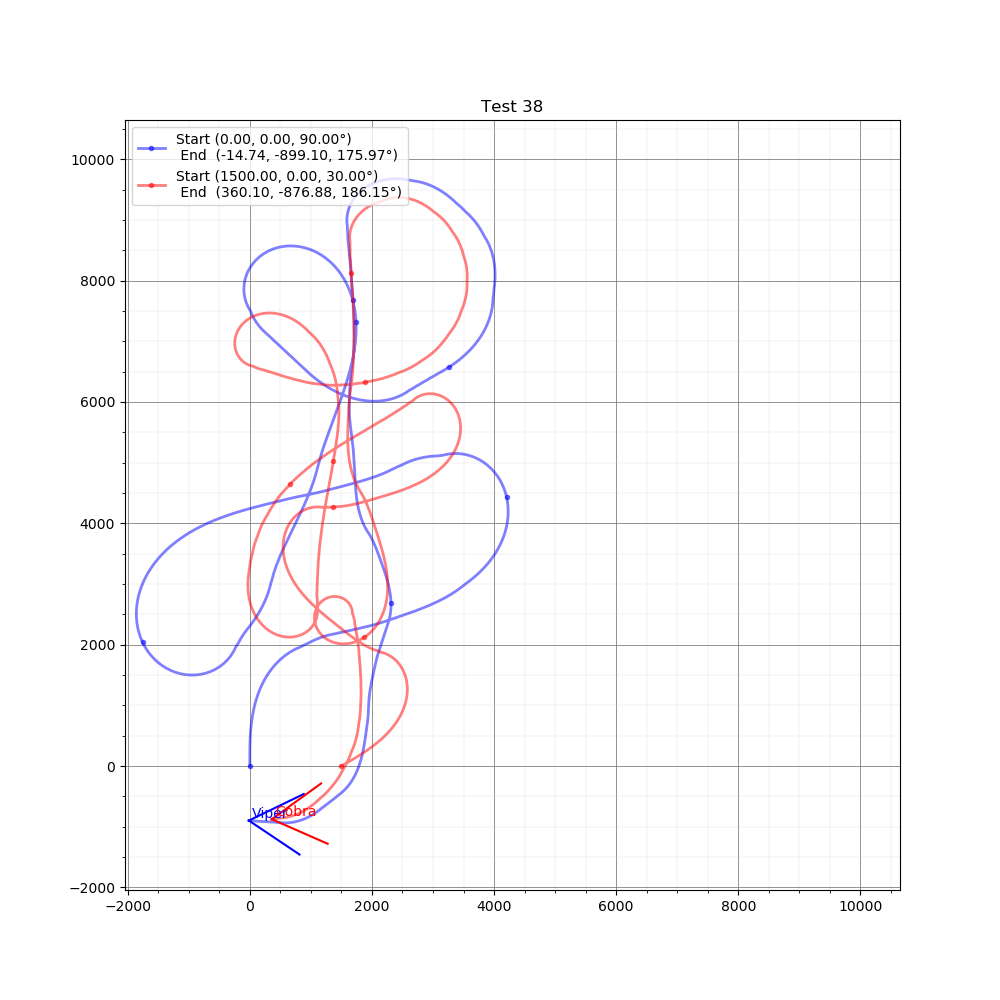 Test 38
Start (0.00, 0.00, 90.00°)
End (-14.74, -899.10, 175.97°)
Start (1500.00, 0.00, 30.00°)
End (360.10, -876.88, 186.15°)
10000
8000
6000
4000
2000
0
Viper
Cobra
−2000
−2000 0 2000 4000 6000 8000 10000